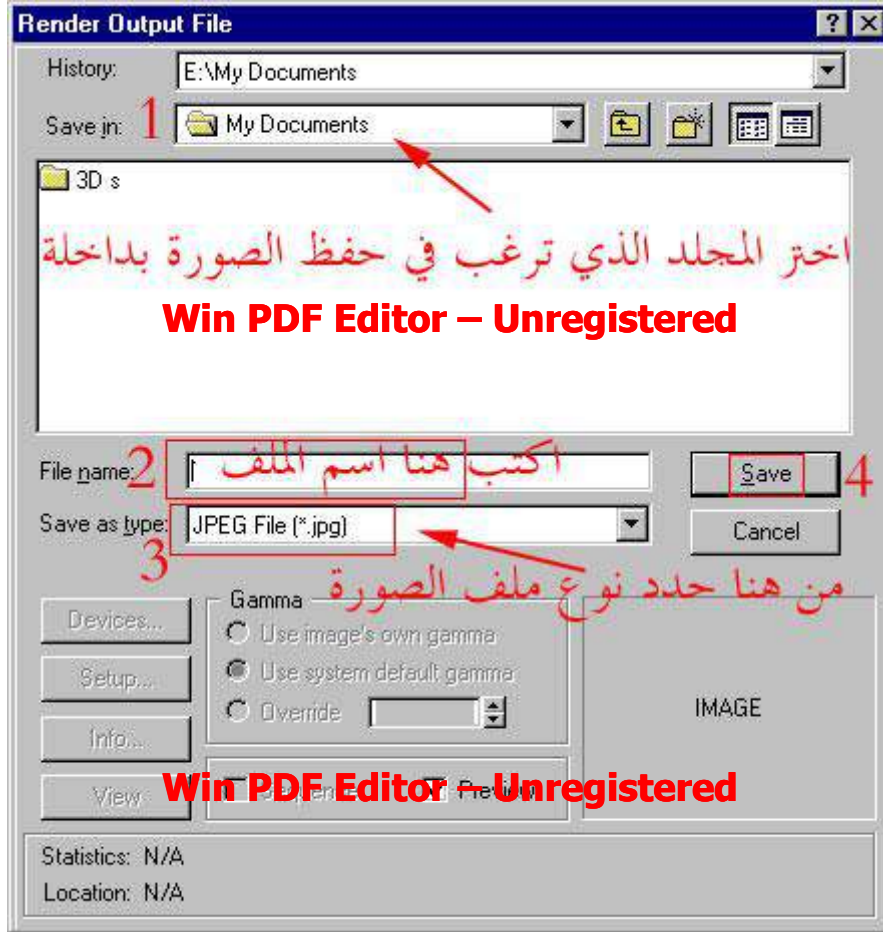 Render Output File
History: E:\My Documents
Save in: 1 My Documents
3D s
اختر المجلد الذي ترغب في حفظ الصورة بداخلة
Win PDF Editor – Unregistered
File name: 2 اكتب هنا اسم الملف
Save 4
Save as type: JPEG File (*.jpg)
Cancel
3
من هنا حدد نوع ملف الصورة
Devices...
Gamma
Use image's own gamma
Setup...
Use system default gamma
Override
IMAGE
Info...
View
Sequence Preview
Win PDF Editor – Unregistered
Statistics: N/A
Location: N/A